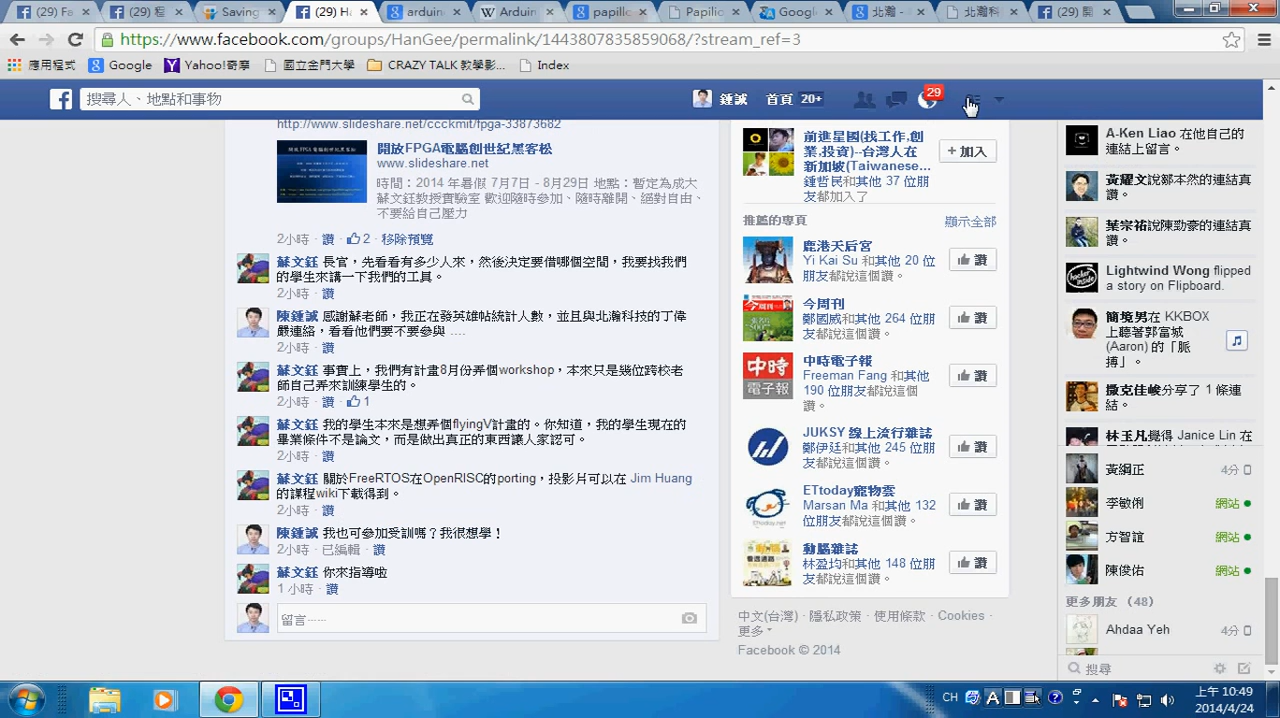 (29) Fa
(29) 程
Saving
(29) Ha
arduin
Arduin
papillo
Papilio
Google
北瀚 -
北瀚科
(29) 開
https://www.facebook.com/groups/HanGee/permalink/1443807835859068/?stream_ref=3
應用程式
Google
Yahoo!奇摩
國立金門大學
CRAZY TALK 教學影...
Index
搜尋人、地點和事物
鍾誠
首頁 20+
29
http://www.slideshare.net/ccckmit/fpga-33873682
開放FPGA電腦創世紀黑客松
www.slideshare.net
時間：2014 年暑假 7月7日 - 8月29日 地點：暫定為成大
蘇文鈺教授實驗室 歡迎隨時參加、隨時離開、絕對自由、
不要給自己壓力
2小時 · 讚 · 2 · 移除預覽
蘇文鈺 長官，先看看有多少人來，然後決定要借哪個空間，我要找我們
的學生來講一下我們的工具。
2小時 · 讚
陳鍾誠 感謝蘇老師，我正在發英雄帖統計人數，並且與北瀚科技的丁偉
嚴連絡，看看他們要不要參與 ....
2小時 · 讚
蘇文鈺 事實上，我們有計畫8月份弄個workshop，本來只是幾位跨校老
師自己弄來訓練學生的。
2小時 · 讚 · 1
蘇文鈺 我的學生本來是想弄個flyingV計畫的。你知道，我的學生現在的
畢業條件不是論文，而是做出真正的東西讓人家認可。
2小時 · 讚
蘇文鈺 關於FreeRTOS在OpenRISC的porting，投影片可以在 Jim Huang
的課程wiki下載得到。
2小時 · 讚
陳鍾誠 我也可參加受訓嗎？我很想學！
2小時 · 已編輯 · 讚
蘇文鈺 你來指導啦
1 小時 · 讚
留言......
前進星國(找工作,創
業,投資)--台灣人在
新加坡(Taiwanese...
鍾哲民和其他 37 位朋
友都加入了
+ 加入
推薦的專頁
顯示全部
鹿港天后宮
Yi Kai Su 和其他 20 位
朋友都說這個讚。
讚
今周刊
鄭國威和其他 264 位朋
友都說這個讚。
讚
中時電子報
Freeman Fang 和其他
190 位朋友都說這個
讚。
讚
中時
電子報
JUKSY 線上流行雜誌
鄭伊廷和其他 245 位朋
友都說這個讚。
讚
ETtoday寵物雲
Marsan Ma 和其他 132
位朋友都說這個讚。
讚
動腦雜誌
林盈均和其他 148 位朋
友都說這個讚。
讚
中文(台灣) · 隱私政策 · 使用條款 · Cookies ·
更多
Facebook © 2014
A-Ken Liao 在他自己的
連結上留言。
黃耀文說蔡本然的連結真
讚。
葉宗祐說陳勁豪的連結真
讚。
Lightwind Wong flipped
a story on Flipboard.
簡境男在 KKBOX
上聽著郭富城
(Aaron) 的「脈
搏」。
撒克佳峻分享了 1 條連
結。
林玉凡覺得 Janice Lin 在
黃綱正
4分
李敏俐
網站
方智誼
網站
陳俊佑
網站
更多朋友 （48）
Ahdaa Yeh
4分
搜尋
CH
上午 10:49
2014/4/24